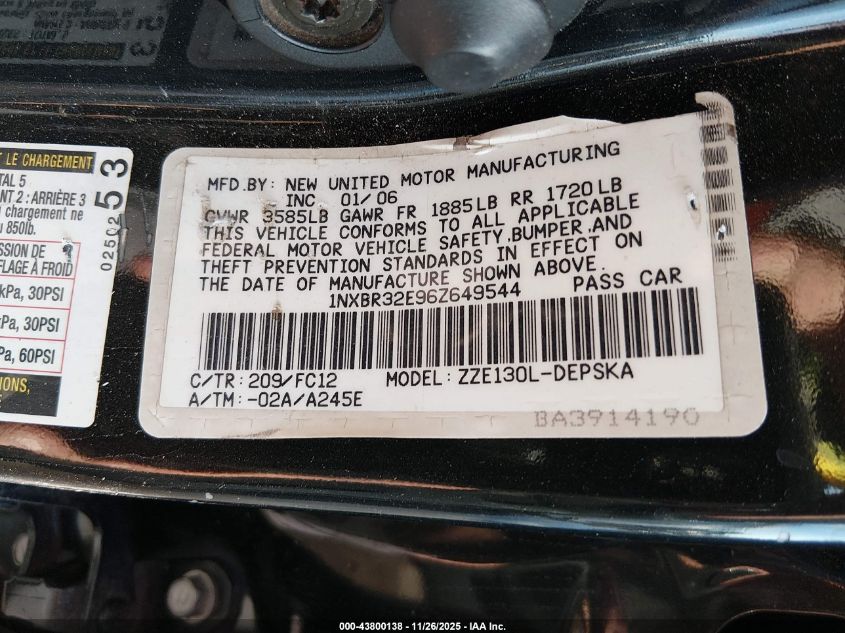 LE CHARGEMENT
TAL 5
NT 2 : ARRIÈRE 3
u chargement ne
u 850lb.
SSION DE
FLAGE À FROID
kPa, 30PSI
kPa, 30PSI
Pa, 60PSI
IONS,
02502
53
MFD.BY: NEW UNITED MOTOR MANUFACTURING
INC. 01/06
GVWR 3585LB GAWR FR 1885LB RR 1720LB
THIS VEHICLE CONFORMS TO ALL APPLICABLE
FEDERAL MOTOR VEHICLE SAFETY,BUMPER,AND
THEFT PREVENTION STANDARDS IN EFFECT ON
THE DATE OF MANUFACTURE SHOWN ABOVE.
1NXBR32E96Z649544 PASS CAR
C/TR: 209/FC12 MODEL: ZZE130L-DEPSKA
A/TM: -02A/A245E
BA3914190
000-43800138 - 11/26/2025 - IAA Inc.